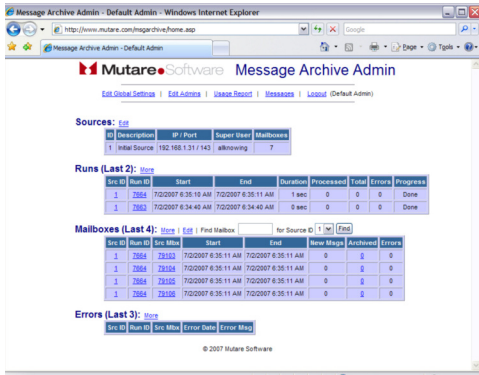 Message Archive Admin - Default Admin - Windows Internet Explorer
http://www.mutare.com/msgarchive/home.asp
Google
Message Archive Admin - Default Admin
Page
Tools
Mutare Software Message Archive Admin
Edit Global Settings | Edit Admins | Usage Report | Messages | Logout (Default Admin)
Sources: Edit
ID Description IP / Port Super User Mailboxes
1 Initial Source 192.168.1.31 / 143 allknowing 7
Runs (Last 2): More
Src ID Run ID Start End Duration Processed Total Errors Progress
1 7664 7/2/2007 6:35:10 AM 7/2/2007 6:35:11 AM 1 sec 0 0 0 Done
1 7663 7/2/2007 6:34:40 AM 7/2/2007 6:34:40 AM 0 sec 0 0 0 Done
Mailboxes (Last 4): More | Edit | Find Mailbox for Source ID 1 Find
Src ID Run ID Src Mbx Start End New Msgs Archived Errors
1 7664 79103 7/2/2007 6:35:11 AM 7/2/2007 6:35:11 AM 0 0 0
1 7664 79104 7/2/2007 6:35:11 AM 7/2/2007 6:35:11 AM 0 0 0
1 7664 79105 7/2/2007 6:35:11 AM 7/2/2007 6:35:11 AM 0 0 0
1 7664 79106 7/2/2007 6:35:11 AM 7/2/2007 6:35:11 AM 0 0 0
Errors (Last 3): More
Src ID Run ID Src Mbx Error Date Error Msg
© 2007 Mutare Software